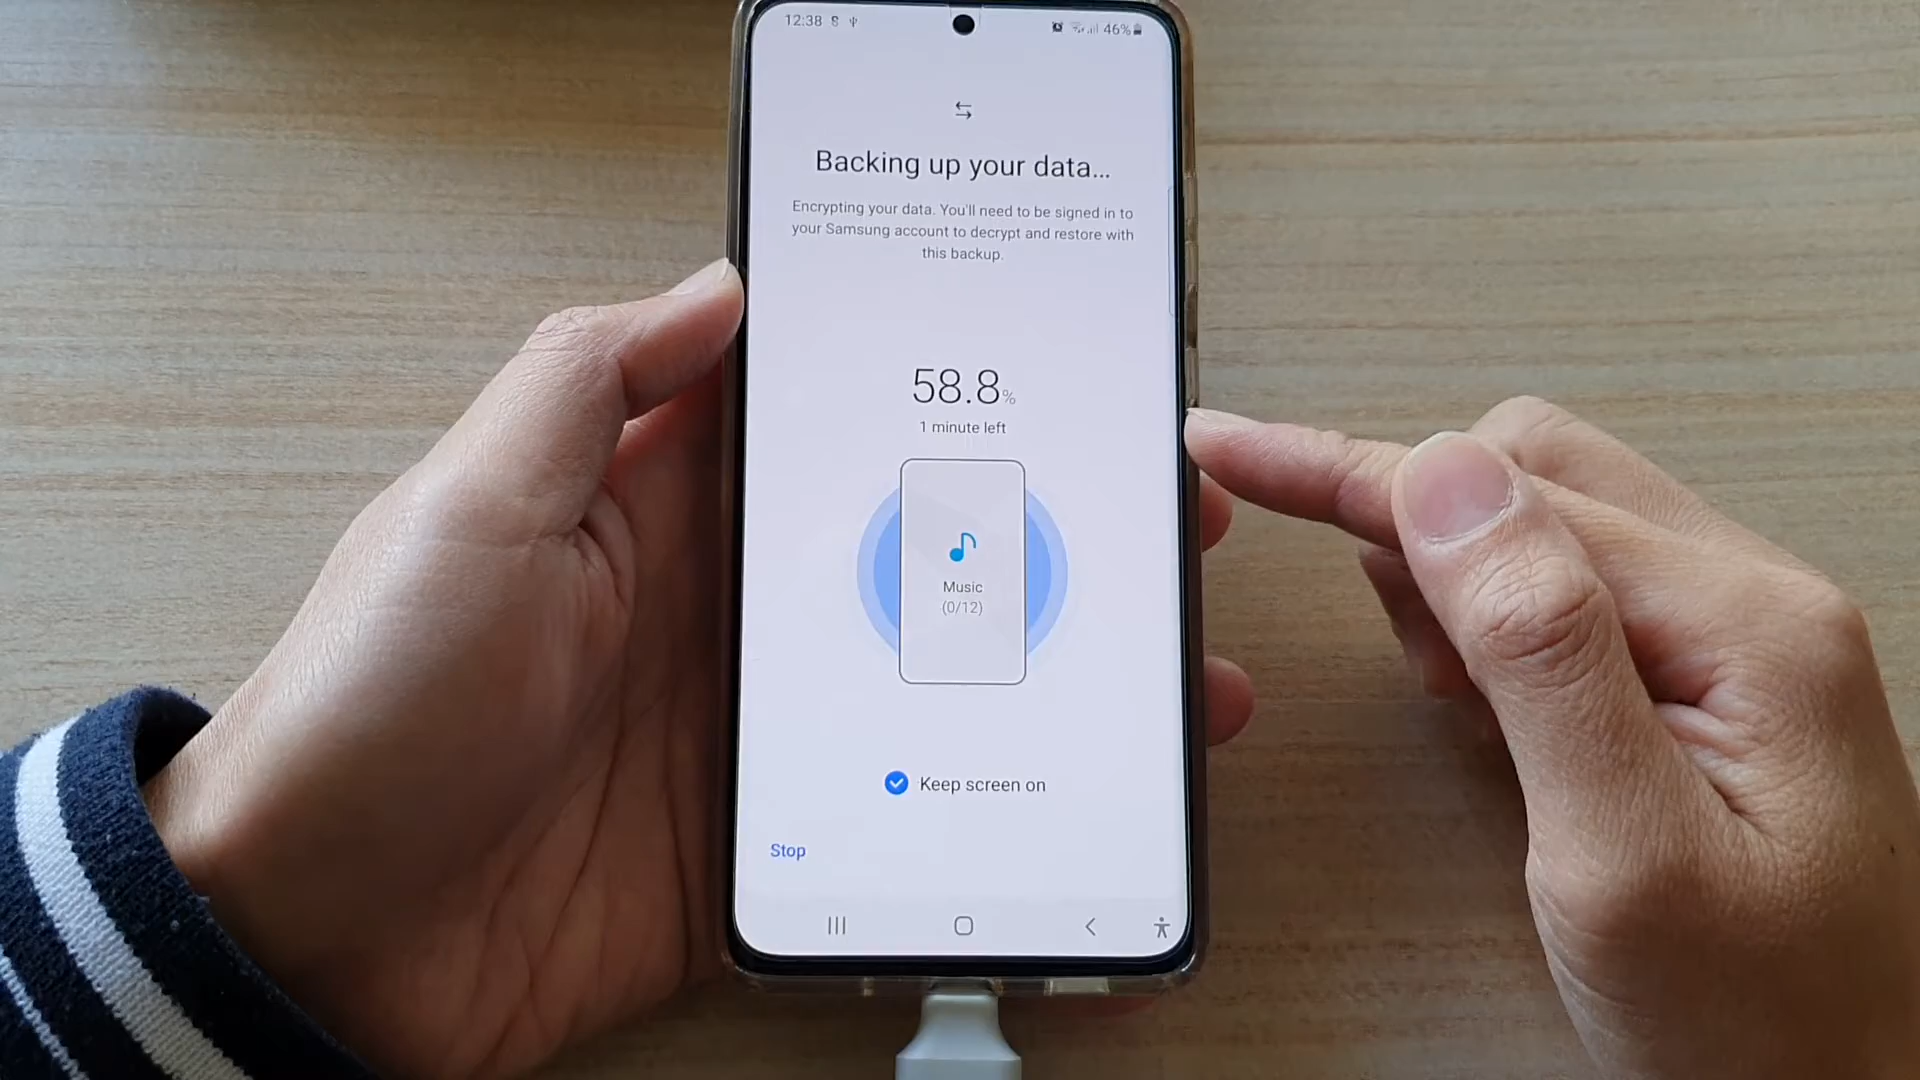 12:38
46%
Backing up your data...
Encrypting your data. You'll need to be signed in to
your Samsung account to decrypt and restore with
this backup.
58.8%
1 minute left
Music
(0/12)
Keep screen on
Stop